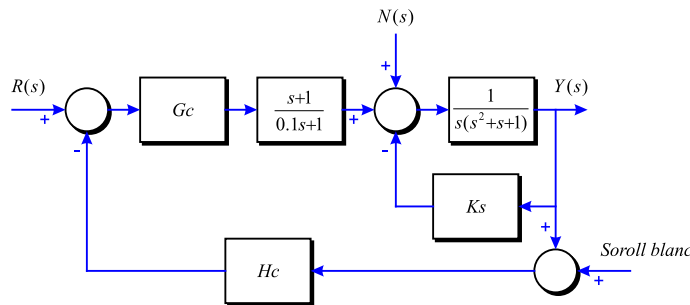 N(s)
R(s)
+
+
Gc
s+1
0.1s+1
+
-
-
1
s(s²+s+1)
Y(s)
Ks
+
Hc
Soroll blanc
+